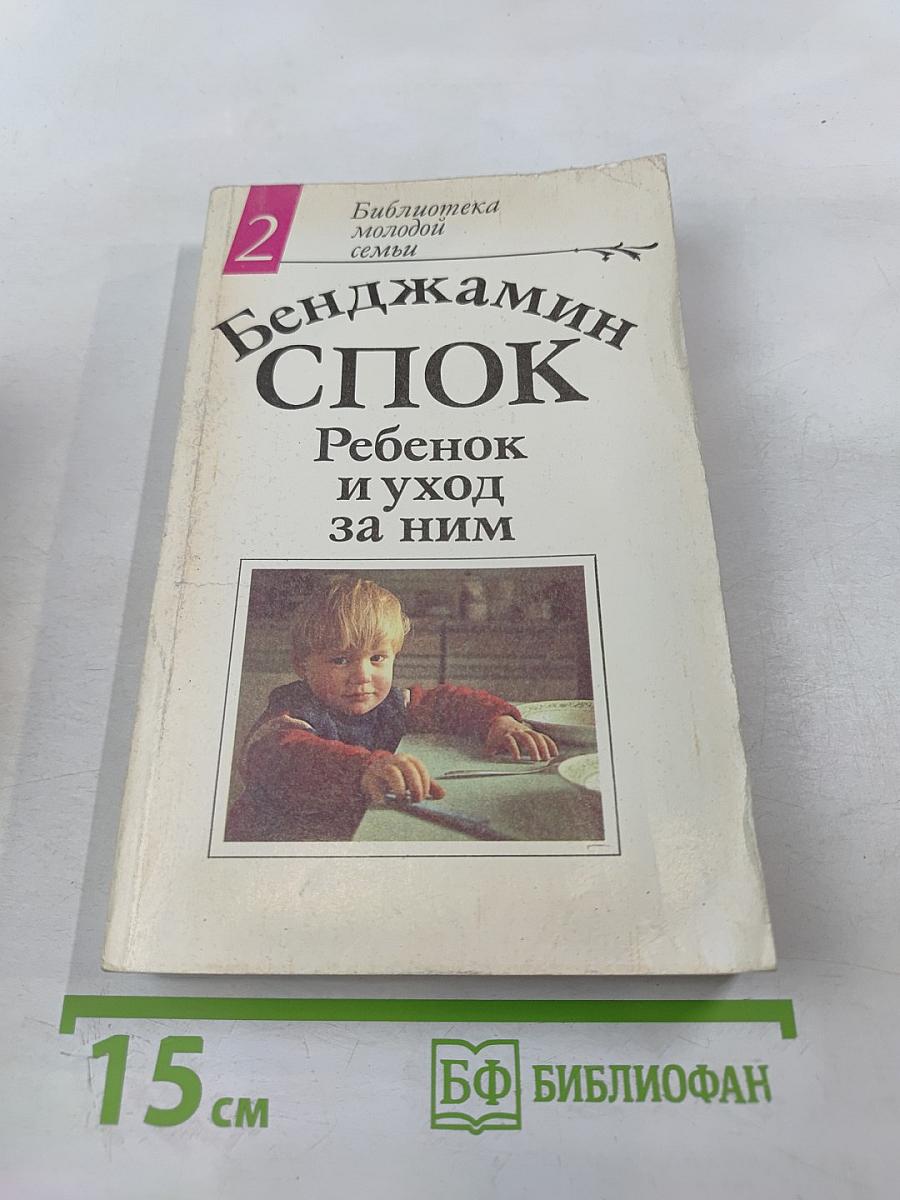 2
Библиотека
молодой
семьи
Бенджамин
СПОК
Ребенок
и уход
за ним
15 см
БФ БИБЛИОФАН